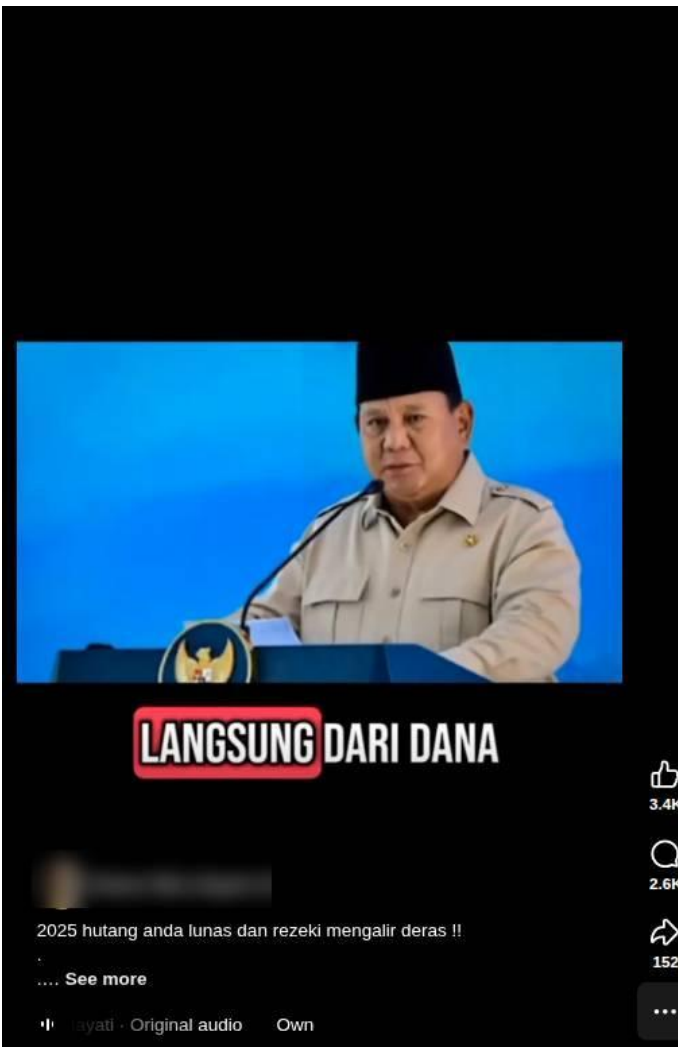 LANGSUNG DARI DANA
3.4K
2.6K
152
2025 hutang anda lunas dan rezeki mengalir deras !!
.
.... See more
ayati · Original audio Own